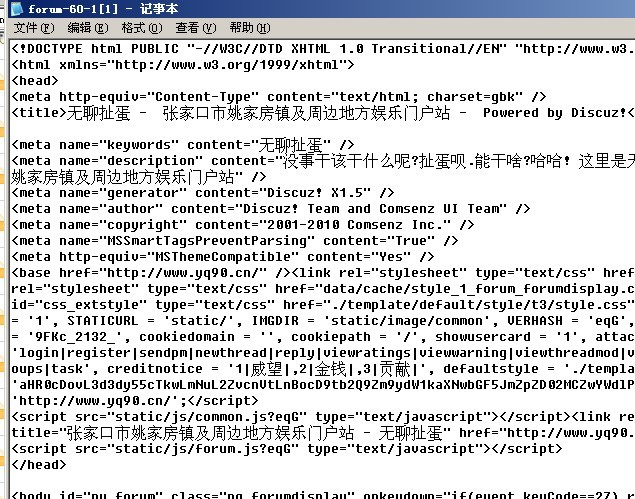 forum-60-1[1] - 记事本
文件(F) 编辑(E) 格式(O) 查看(V) 帮助(H)
<!DOCTYPE html PUBLIC "-//W3C//DTD XHTML 1.0 Transitional//EN" "http://www.w3.
<html xmlns="http://www.w3.org/1999/xhtml">
<head>
<meta http-equiv="Content-Type" content="text/html; charset=gbk" />
<title>无聊扯蛋 - 张家口市姚家房镇及周边地方娱乐门户站 - Powered by Discuz!<
<meta name="keywords" content="无聊扯蛋" />
<meta name="description" content="没事干该干什么呢?扯蛋呗.能干啥?哈哈! 这里是无
姚家房镇及周边地方娱乐门户站" />
<meta name="generator" content="Discuz! X1.5" />
<meta name="author" content="Discuz! Team and Comsenz UI Team" />
<meta name="copyright" content="2001-2010 Comsenz Inc." />
<meta name="MSSmartTagsPreventParsing" content="True" />
<meta http-equiv="MSThemeCompatible" content="Yes" />
<base href="http://www.yq90.cn/" /><link rel="stylesheet" type="text/css" href
rel="stylesheet" type="text/css" href="data/cache/style_1_forum_forumdisplay.c
id="css_extstyle" type="text/css" href="./template/default/style/t3/style.css"
= '1', STATICURL = 'static/', IMGDIR = 'static/image/common', VERHASH = 'eqG',
= '9FKc_2132_', cookiedomain = '', cookiepath = '/', showusercard = '1', attac
'login|register|sendpm|newthread|reply|viewratings|viewwarning|viewthreadmod|v
oups|task', creditnotice = '1|威望|,2|金钱|,3|贡献|', defaultstyle = './templa
'http://www.yq90.cn/';</script>
<script src="static/js/common.js?eqG" type="text/javascript"></script><link re
title="张家口市姚家房镇及周边地方娱乐门户站 - 无聊扯蛋" href="http://www.yq90.
<script src="static/js/forum.js?eqG" type="text/javascript"></script>
</head>
<body id="nv_forum" class="pg_forumdisplay" onkeydown="if(event.keyCode==27) r